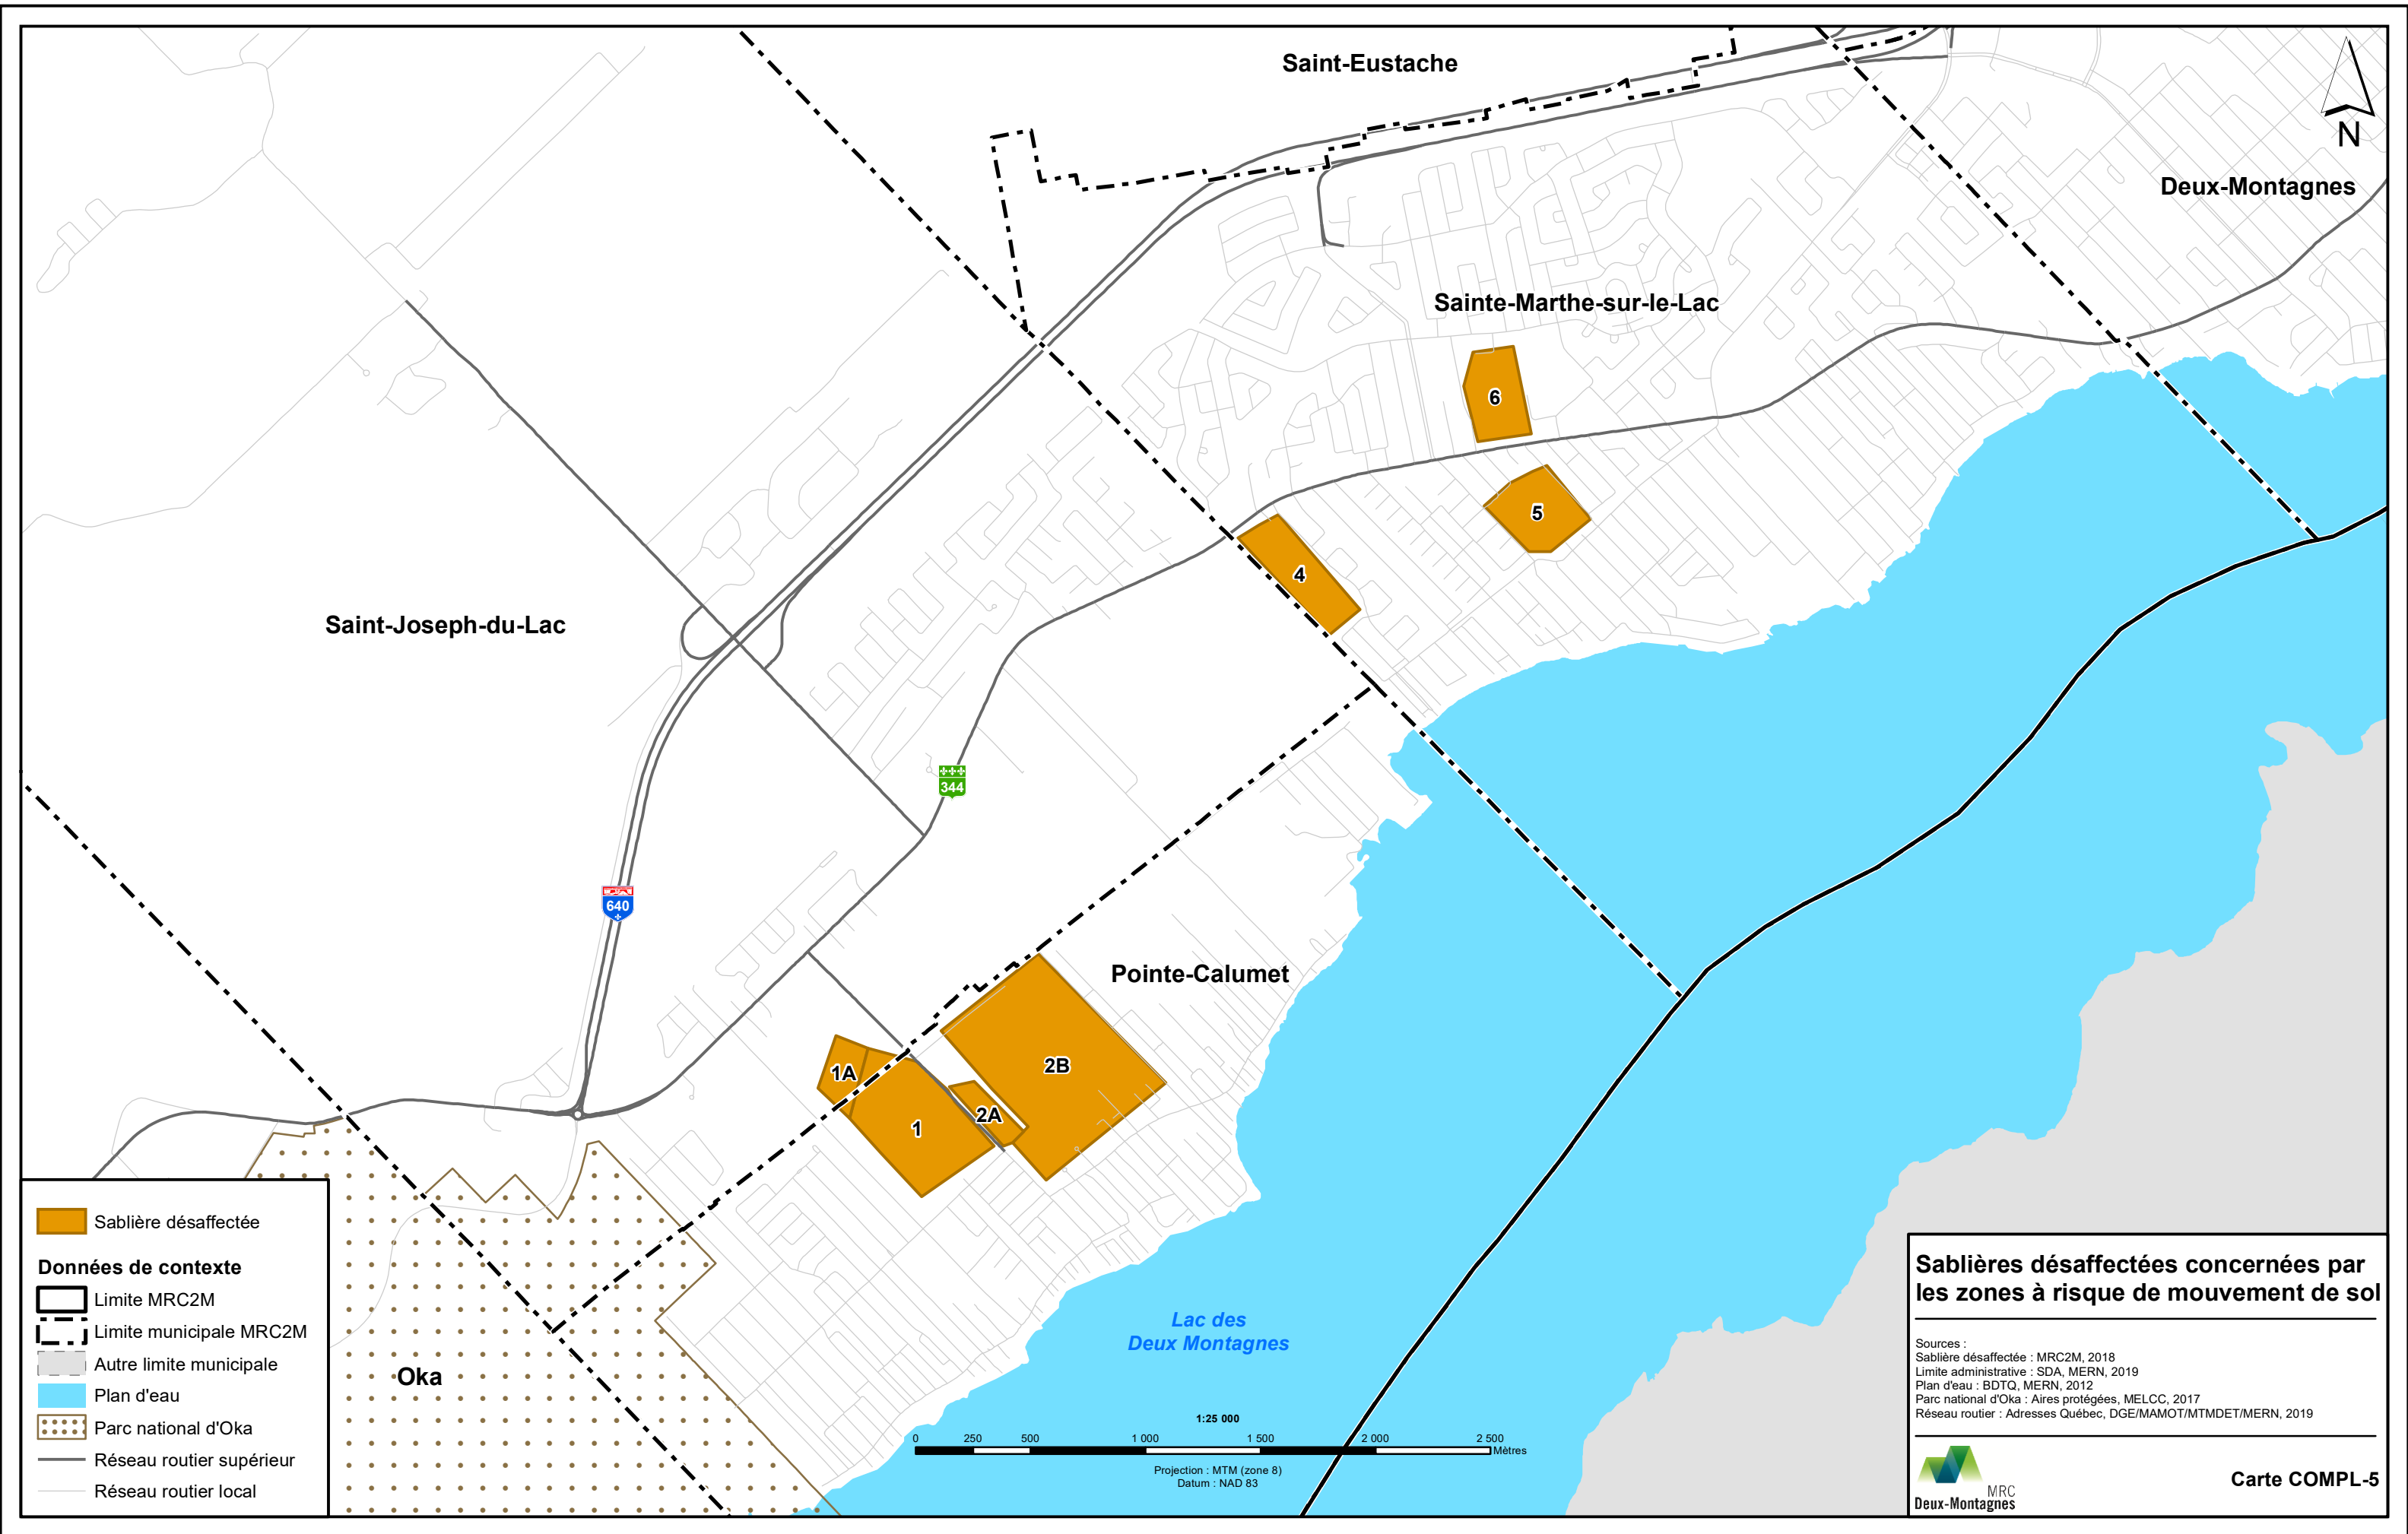 Saint-Eustache
N
Deux-Montagnes
Sainte-Marthe-sur-le-Lac
6
5
4
Saint-Joseph-du-Lac
344
640
Pointe-Calumet
1A
1
2A
2B
Oka
Lac des
Deux Montagnes
Sablière désaffectée
Données de contexte
Limite MRC2M
Limite municipale MRC2M
Autre limite municipale
Plan d'eau
Parc national d'Oka
Réseau routier supérieur
Réseau routier local
1:25 000
0 250 500 1 000 1 500 2 000 2 500
Mètres
Projection : MTM (zone 8)
Datum : NAD 83
Sablières désaffectées concernées par
les zones à risque de mouvement de sol
Sources :
Sablière désaffectée : MRC2M, 2018
Limite administrative : SDA, MERN, 2019
Plan d'eau : BDTQ, MERN, 2012
Parc national d'Oka : Aires protégées, MELCC, 2017
Réseau routier : Adresses Québec, DGE/MAMOT/MTMDET/MERN, 2019
MRC
Deux-Montagnes
Carte COMPL-5